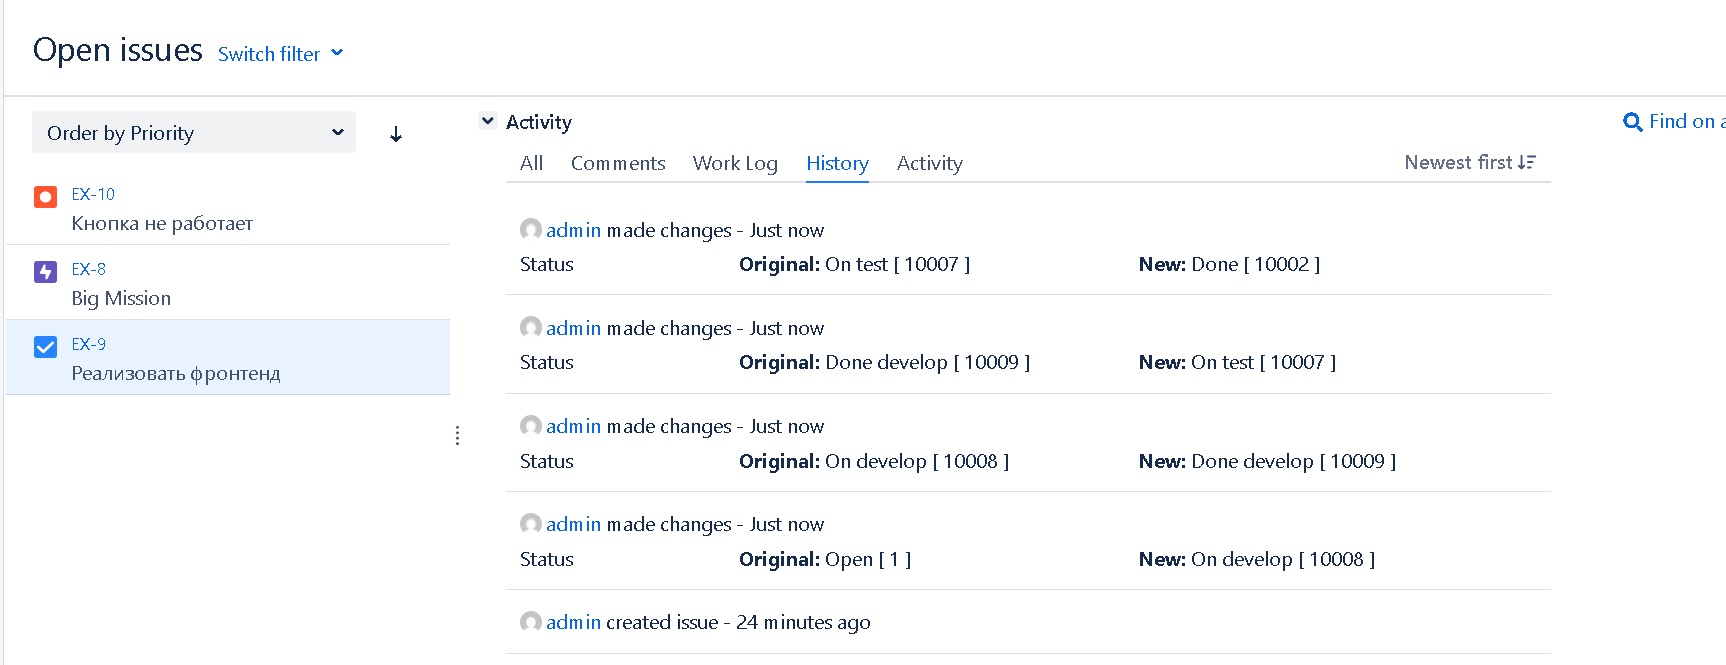 Open issues Switch filter
Order by Priority
EX-10
Кнопка не работает
EX-8
Big Mission
EX-9
Реализовать фронтенд
Activity
Find on a
All Comments Work Log History Activity Newest first
admin made changes - Just now
Status Original: On test [ 10007 ] New: Done [ 10002 ]
admin made changes - Just now
Status Original: Done develop [ 10009 ] New: On test [ 10007 ]
admin made changes - Just now
Status Original: On develop [ 10008 ] New: Done develop [ 10009 ]
admin made changes - Just now
Status Original: Open [ 1 ] New: On develop [ 10008 ]
admin created issue - 24 minutes ago